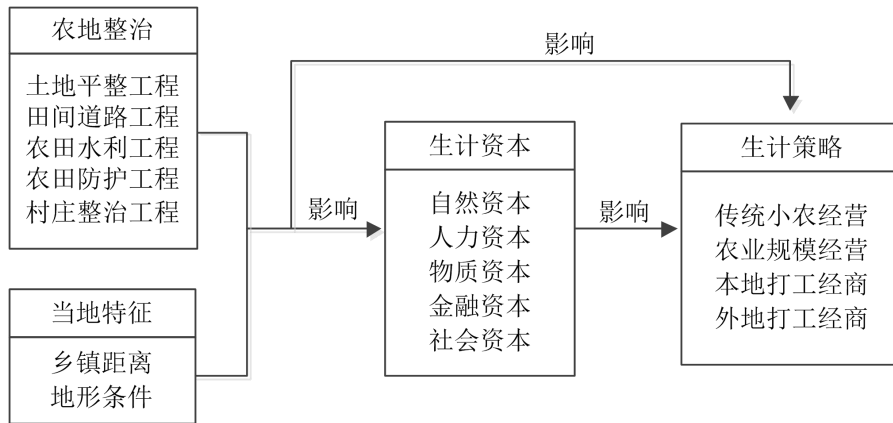 农地整治
土地平整工程
田间道路工程
农田水利工程
农田防护工程
村庄整治工程
当地特征
乡镇距离
地形条件
影响
影响
生计资本
自然资本
人力资本
物质资本
金融资本
社会资本
影响
生计策略
传统小农经营
农业规模经营
本地打工经商
外地打工经商